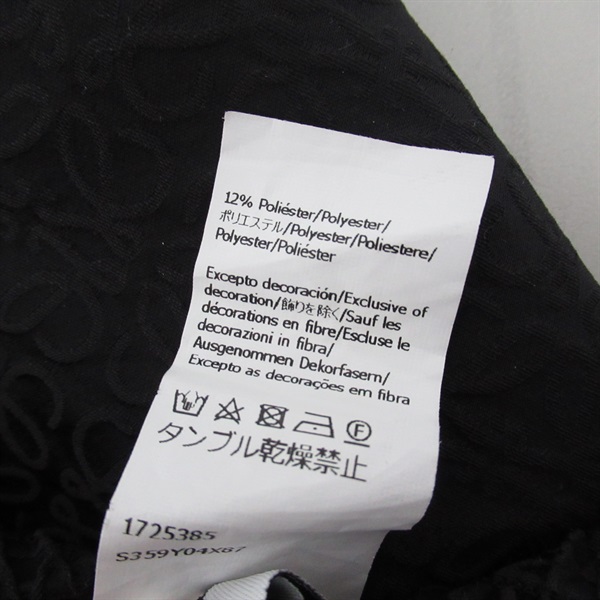 12% Poliéster/Polyester/
ポリエステル/Polyester/Poliestere/
Polyester/Poliéster
Excepto decoración/Exclusive of
decoration/飾りを除く/Sauf les
décorations en fibre/Escluse le
decorazioni in fibra/
Ausgenommen Dekorfasern/
Excepto as decorações em fibra
F
タンブル乾燥禁止
1725385
S359Y04X67